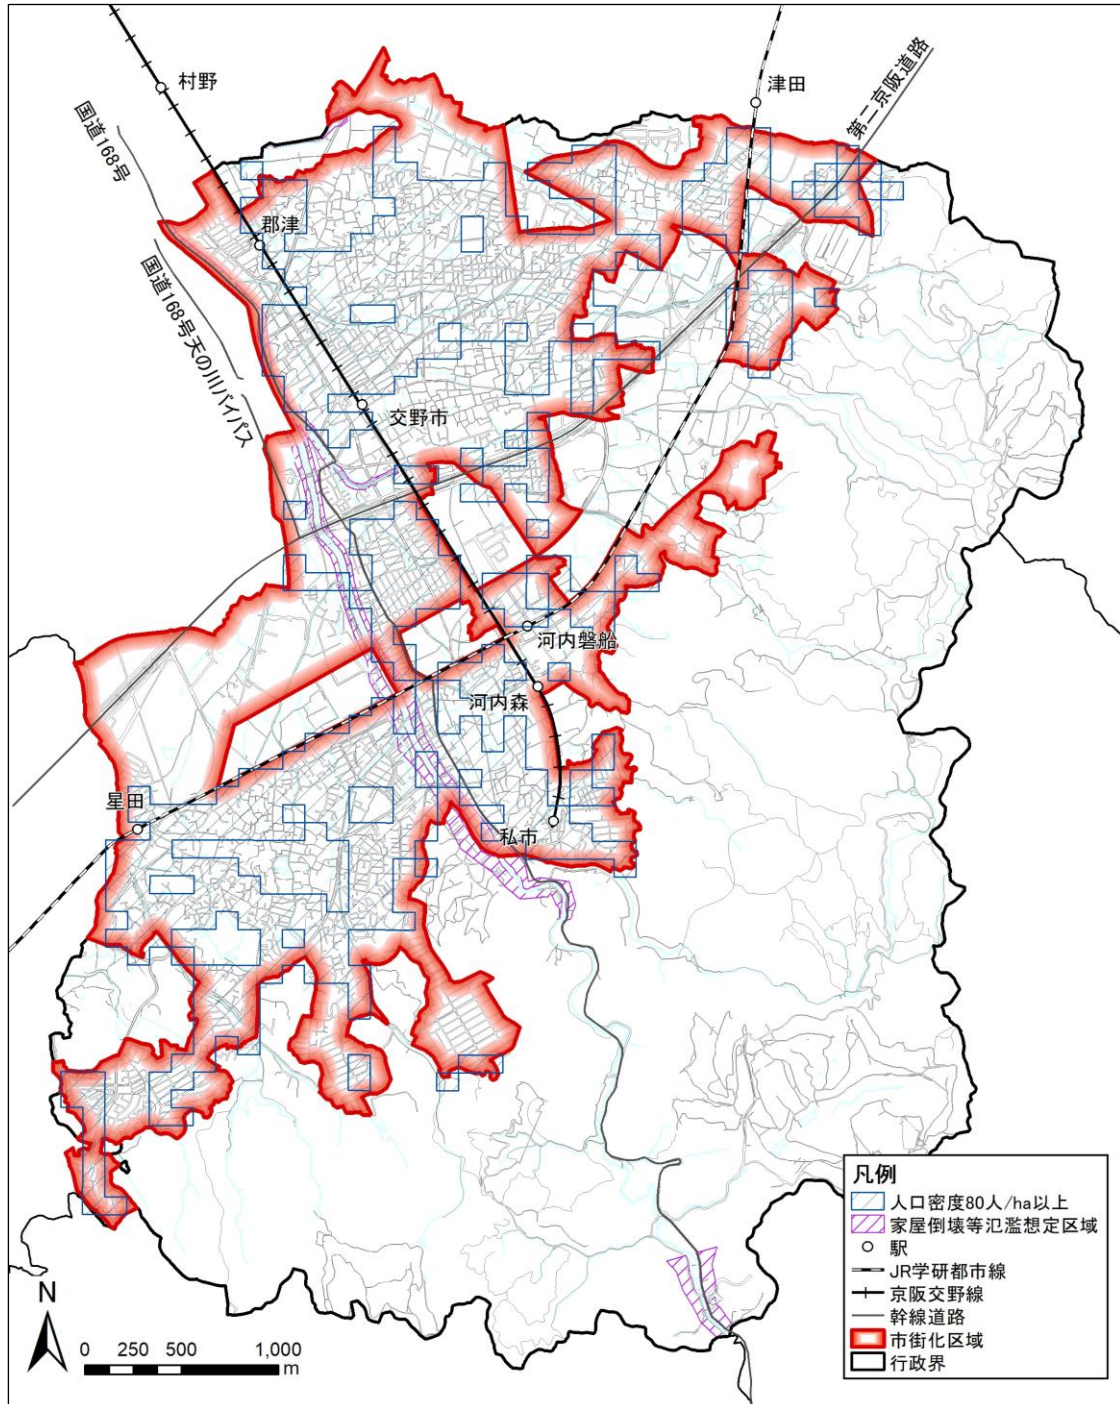 村野
津田
第二京阪道路
国道168号
郡津
国道168号天の川バイパス
交野市
河内磐船
河内森
星田
私市
凡例
人口密度80人/ha以上
家屋倒壊等氾濫想定区域
駅
JR学研都市線
京阪交野線
幹線道路
市街化区域
行政界
N
0 250 500 1,000
m